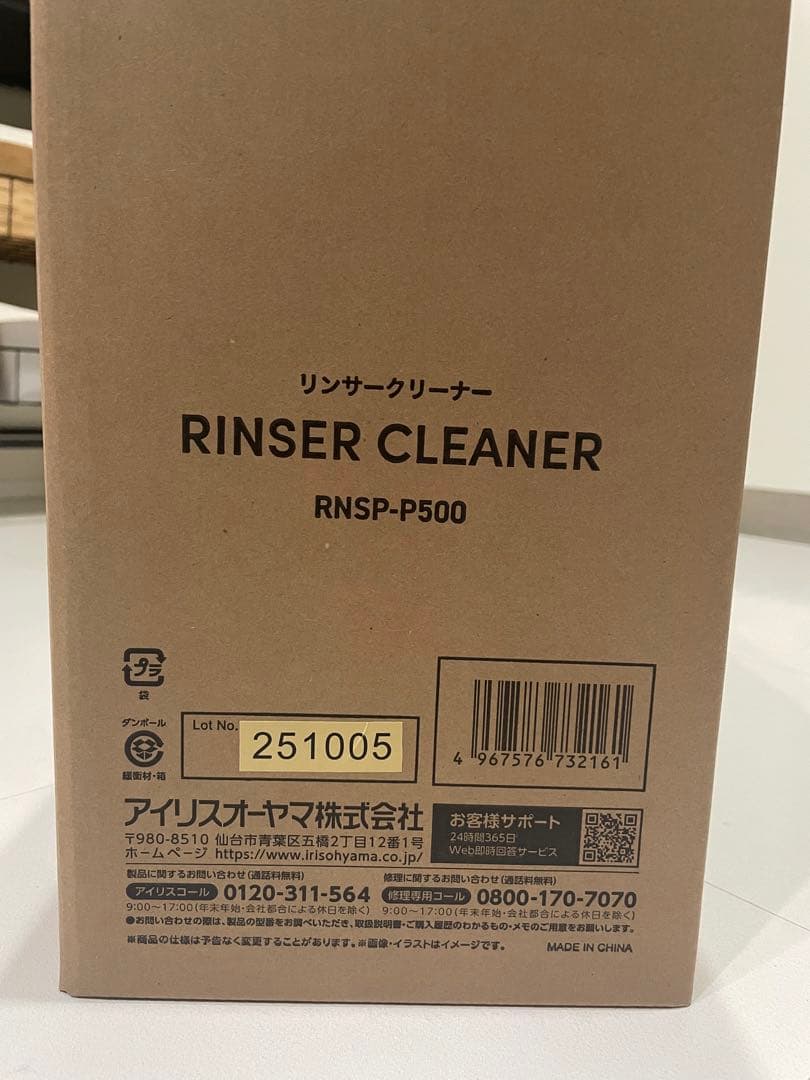 リンサークリーナー
RINSER CLEANER
RNSP-P500
プラ
袋
ダンボール
緩衝材・箱
Lot No.
251005
4 967576 732161
アイリスオーヤマ株式会社
〒980-8510 仙台市青葉区五橋2丁目12番1号
ホームページ https://www.irisohyama.co.jp/
お客様サポート
24時間365日
Web即時回答サービス
製品に関するお問い合わせ(通話料無料)
アイリスコール 0120-311-564
9:00〜17:00(年末年始・会社都合による休日を除く)
修理に関するお問い合わせ(通話料無料)
修理専用コール 0800-170-7070
9:00〜17:00(年末年始・会社都合による休日を除く)
●お問い合わせの際は、製品の型番をお調べいただき、取扱説明書・ご購入履歴のわかるもの・メモのご用意をお願いします。
※商品の仕様は予告なく変更することがあります。※画像・イラストはイメージです。
MADE IN CHINA